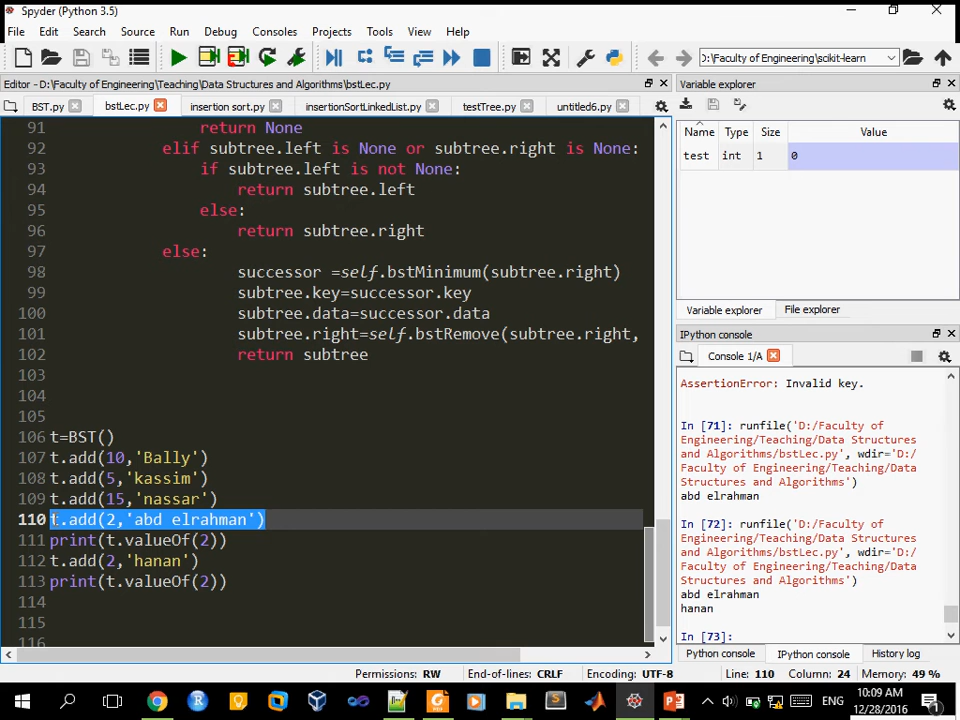 Spyder (Python 3.5)
File Edit Search Source Run Debug Consoles Projects Tools View Help
D:\Faculty of Engineering\scikit-learn
Editor - D:\Faculty of Engineering\Teaching\Data Structures and Algorithms\bstLec.py
Variable explorer
BST.py bstLec.py insertion sort.py insertionSortLinkedList.py testTree.py untitled6.py
Name Type Size Value
test int 1 0
91 return None
92 elif subtree.left is None or subtree.right is None:
93 if subtree.left is not None:
94 return subtree.left
95 else:
96 return subtree.right
97 else:
98 successor =self.bstMinimum(subtree.right)
99 subtree.key=successor.key
100 subtree.data=successor.data
101 subtree.right=self.bstRemove(subtree.right,
102 return subtree
103
104
105
106 t=BST()
107 t.add(10,'Bally')
108 t.add(5,'kassim')
109 t.add(15,'nassar')
110 t.add(2,'abd elrahman')
111 print(t.valueOf(2))
112 t.add(2,'hanan')
113 print(t.valueOf(2))
114
115
116
Variable explorer File explorer
IPython console
Console 1/A
AssertionError: Invalid key.
In [71]: runfile('D:/Faculty of
Engineering/Teaching/Data Structures
and Algorithms/bstLec.py', wdir='D:/
Faculty of Engineering/Teaching/Data
Structures and Algorithms')
abd elrahman
In [72]: runfile('D:/Faculty of
Engineering/Teaching/Data Structures
and Algorithms/bstLec.py', wdir='D:/
Faculty of Engineering/Teaching/Data
Structures and Algorithms')
abd elrahman
hanan
In [73]:
Python console IPython console History log
Permissions: RW End-of-lines: CRLF Encoding: UTF-8 Line: 110 Column: 24 Memory: 49 %
ENG
10:09 AM
12/28/2016
1